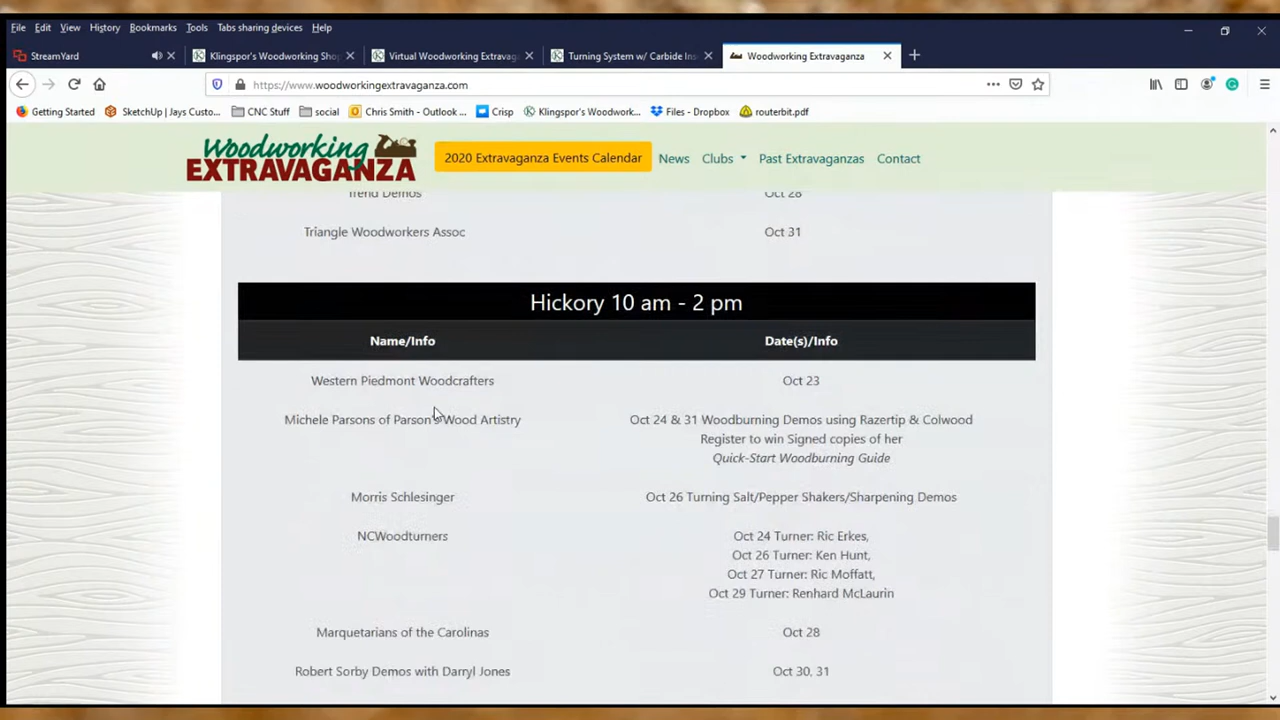 File Edit View History Bookmarks Tools Tabs sharing devices Help
StreamYard
Klingspor's Woodworking Sho
Virtual Woodworking Extravag
Turning System w/ Carbide Ins
Woodworking Extravaganza
https://www.woodworkingextravaganza.com
Getting Started
SketchUp | Jays Custo...
CNC Stuff
social
Chris Smith - Outlook ...
Crisp
Klingspor's Woodwork...
Files - Dropbox
routerbit.pdf
Woodworking
EXTRAVAGANZA
2020 Extravaganza Events Calendar
News
Clubs
Past Extravaganzas
Contact
Trend Demos Oct 28
Triangle Woodworkers Assoc Oct 31
Hickory 10 am - 2 pm
Name/Info Date(s)/Info
Western Piedmont Woodcrafters Oct 23
Michele Parsons of Parson's Wood Artistry Oct 24 & 31 Woodburning Demos using Razertip & Colwood
Register to win Signed copies of her
Quick-Start Woodburning Guide
Morris Schlesinger Oct 26 Turning Salt/Pepper Shakers/Sharpening Demos
NCWoodturners Oct 24 Turner: Ric Erkes,
Oct 26 Turner: Ken Hunt,
Oct 27 Turner: Ric Moffatt,
Oct 29 Turner: Renhard McLaurin
Marquetarians of the Carolinas Oct 28
Robert Sorby Demos with Darryl Jones Oct 30, 31